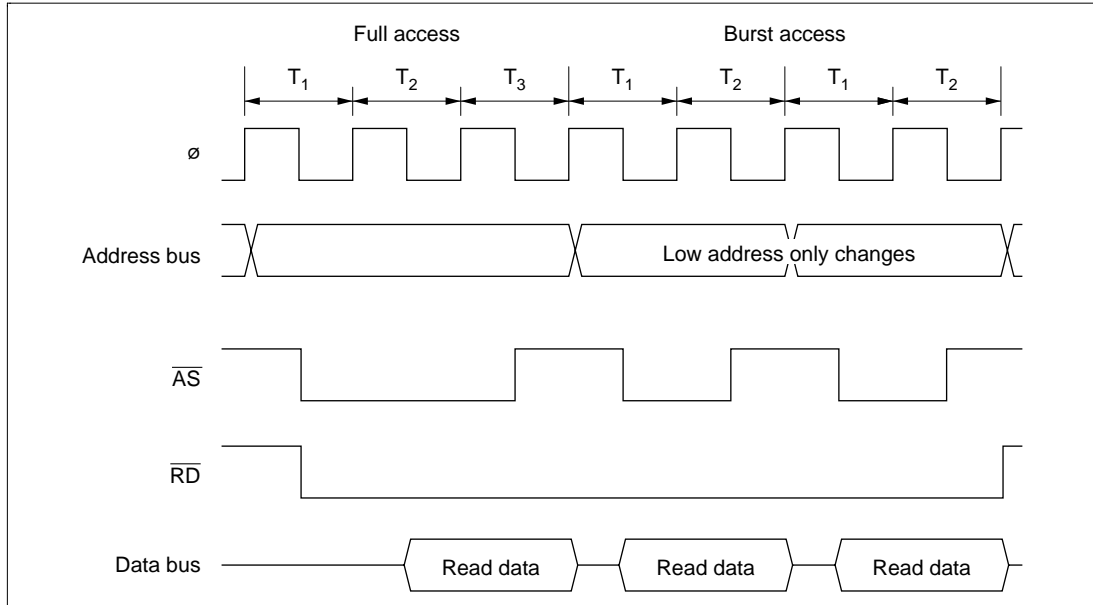 Full access Burst access
T1 T2 T3 T1 T2 T1 T2
ø
Address bus Low address only changes
AS
RD
Data bus Read data Read data Read data